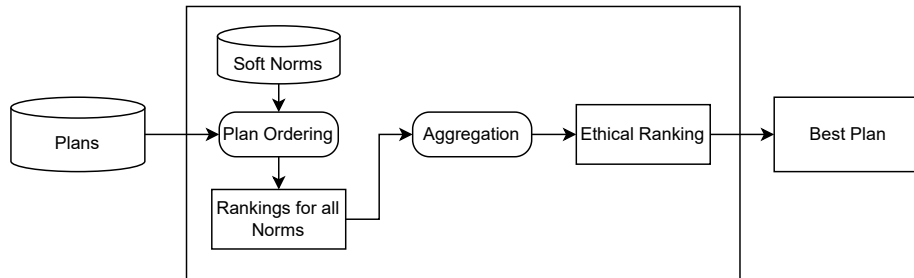 Soft Norms
Plans
Plan Ordering
Aggregation
Ethical Ranking
Best Plan
Rankings for all
Norms